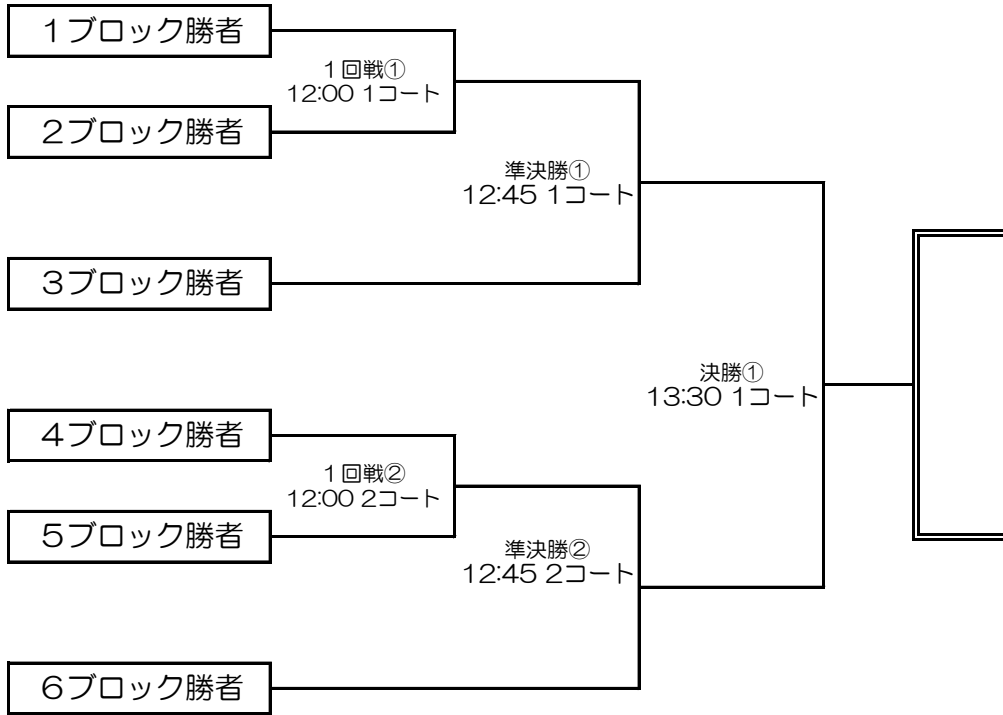 １ブロック勝者
１回戦①
12:00 1コート
２ブロック勝者
準決勝①
12:45 1コート
３ブロック勝者
決勝①
13:30 1コート
４ブロック勝者
１回戦②
12:00 2コート
５ブロック勝者
準決勝②
12:45 2コート
６ブロック勝者